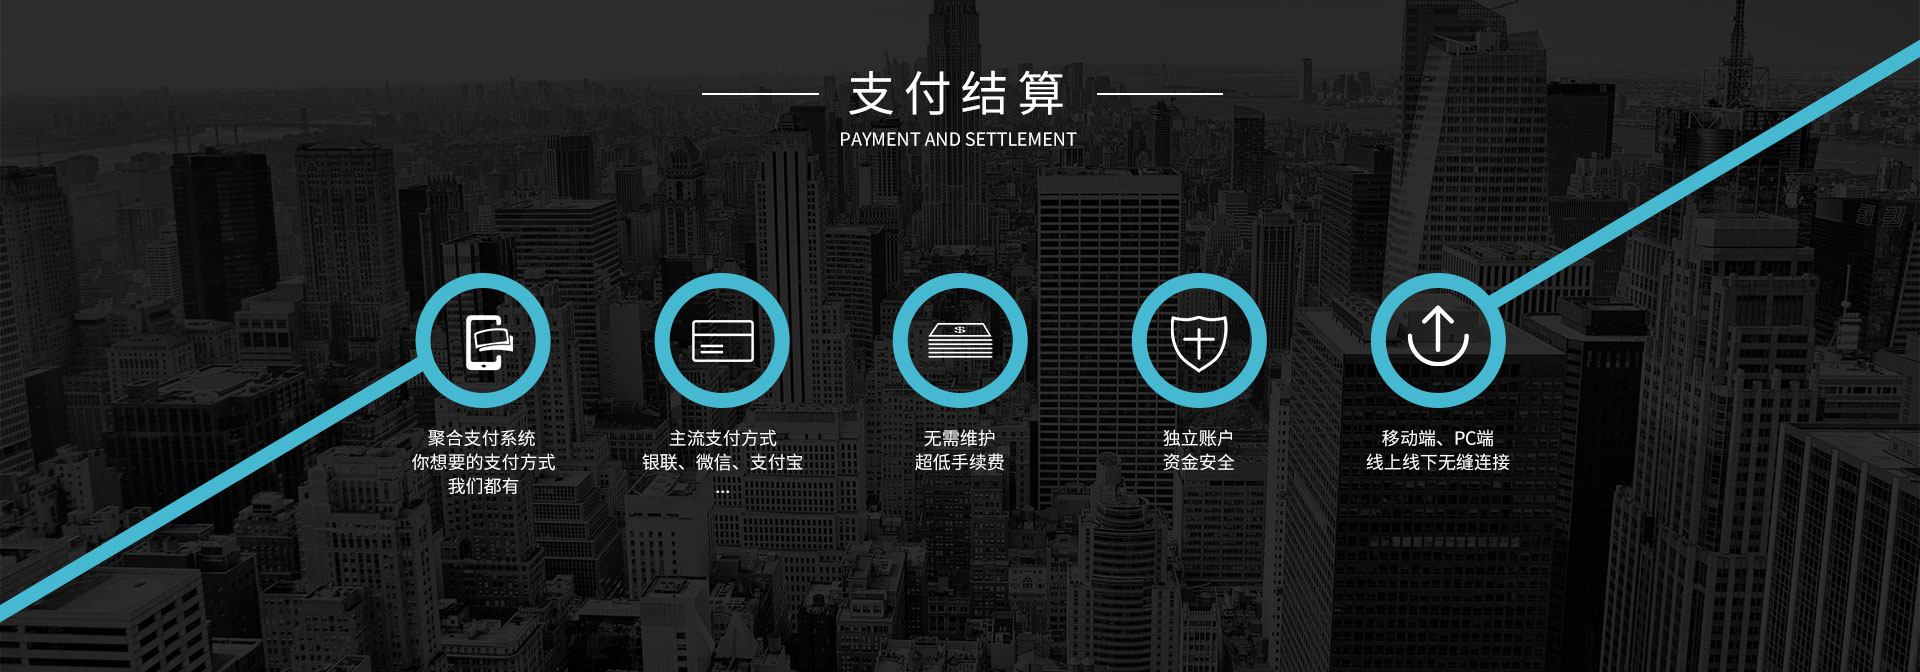 支付结算
PAYMENT AND SETTLEMENT
聚合支付系统
你想要的支付方式
我们都有
主流支付方式
银联、微信、支付宝
...
无需维护
超低手续费
独立账户
资金安全
移动端、PC端
线上线下无缝连接